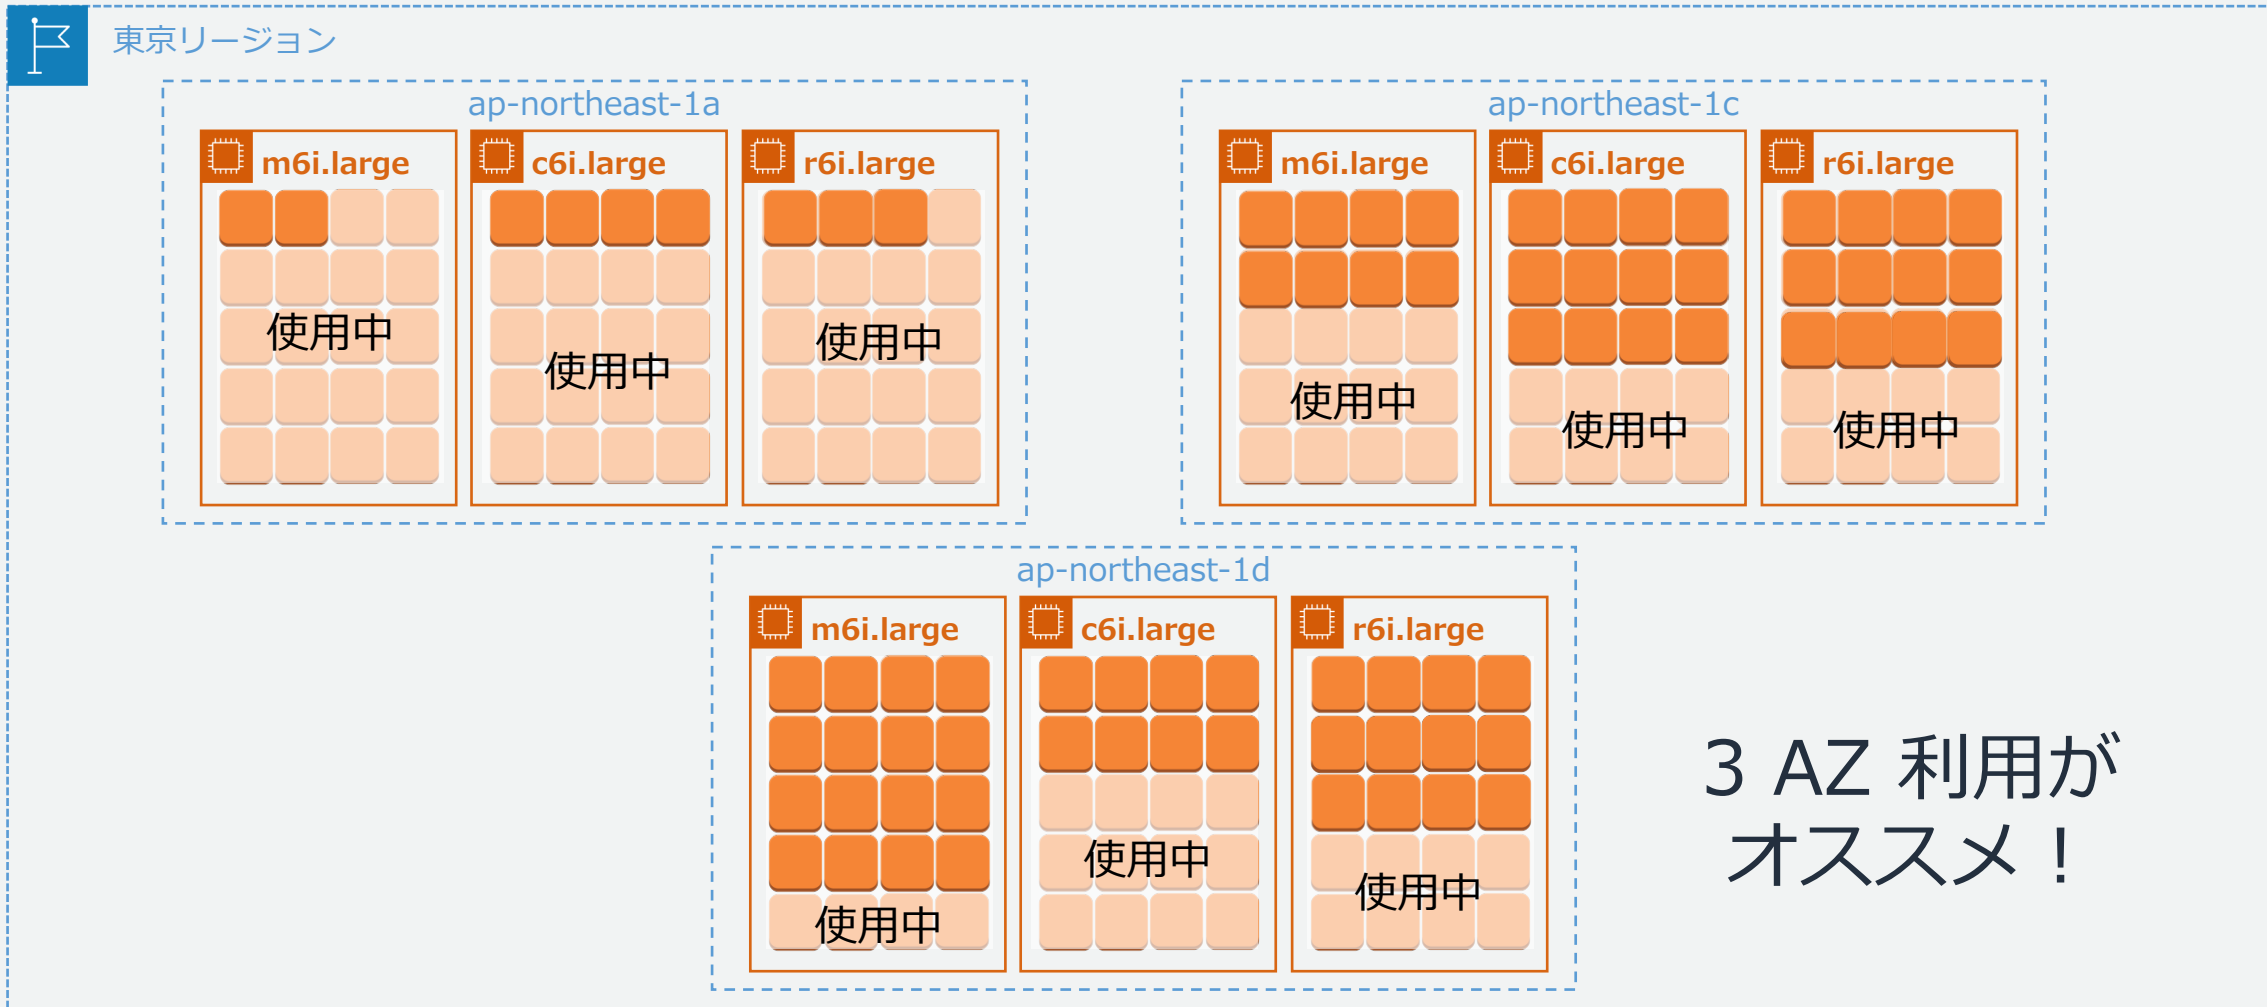 東京リージョン
ap-northeast-1a
m6i.large
c6i.large
r6i.large
使用中
使用中
使用中
ap-northeast-1c
m6i.large
c6i.large
r6i.large
使用中
使用中
使用中
ap-northeast-1d
m6i.large
c6i.large
r6i.large
使用中
使用中
使用中
3 AZ 利用が
オススメ！